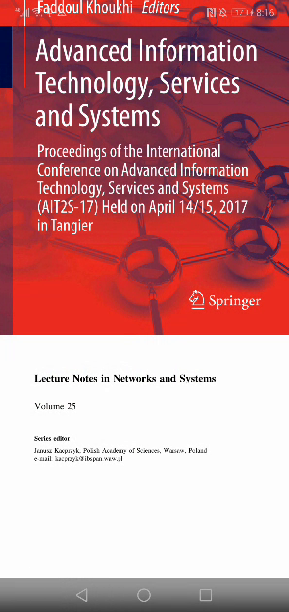 Faddoul Khoukhi Editors
8:16
Advanced Information
Technology, Services
and Systems
Proceedings of the International
Conference on Advanced Information
Technology, Services and Systems
(AIT2S-17) Held on April 14/15, 2017
in Tangier
Springer
Lecture Notes in Networks and Systems
Volume 25
Series editor
Janusz Kacprzyk, Polish Academy of Sciences, Warsaw, Poland
e-mail: kacprzyk@ibspan.waw.pl